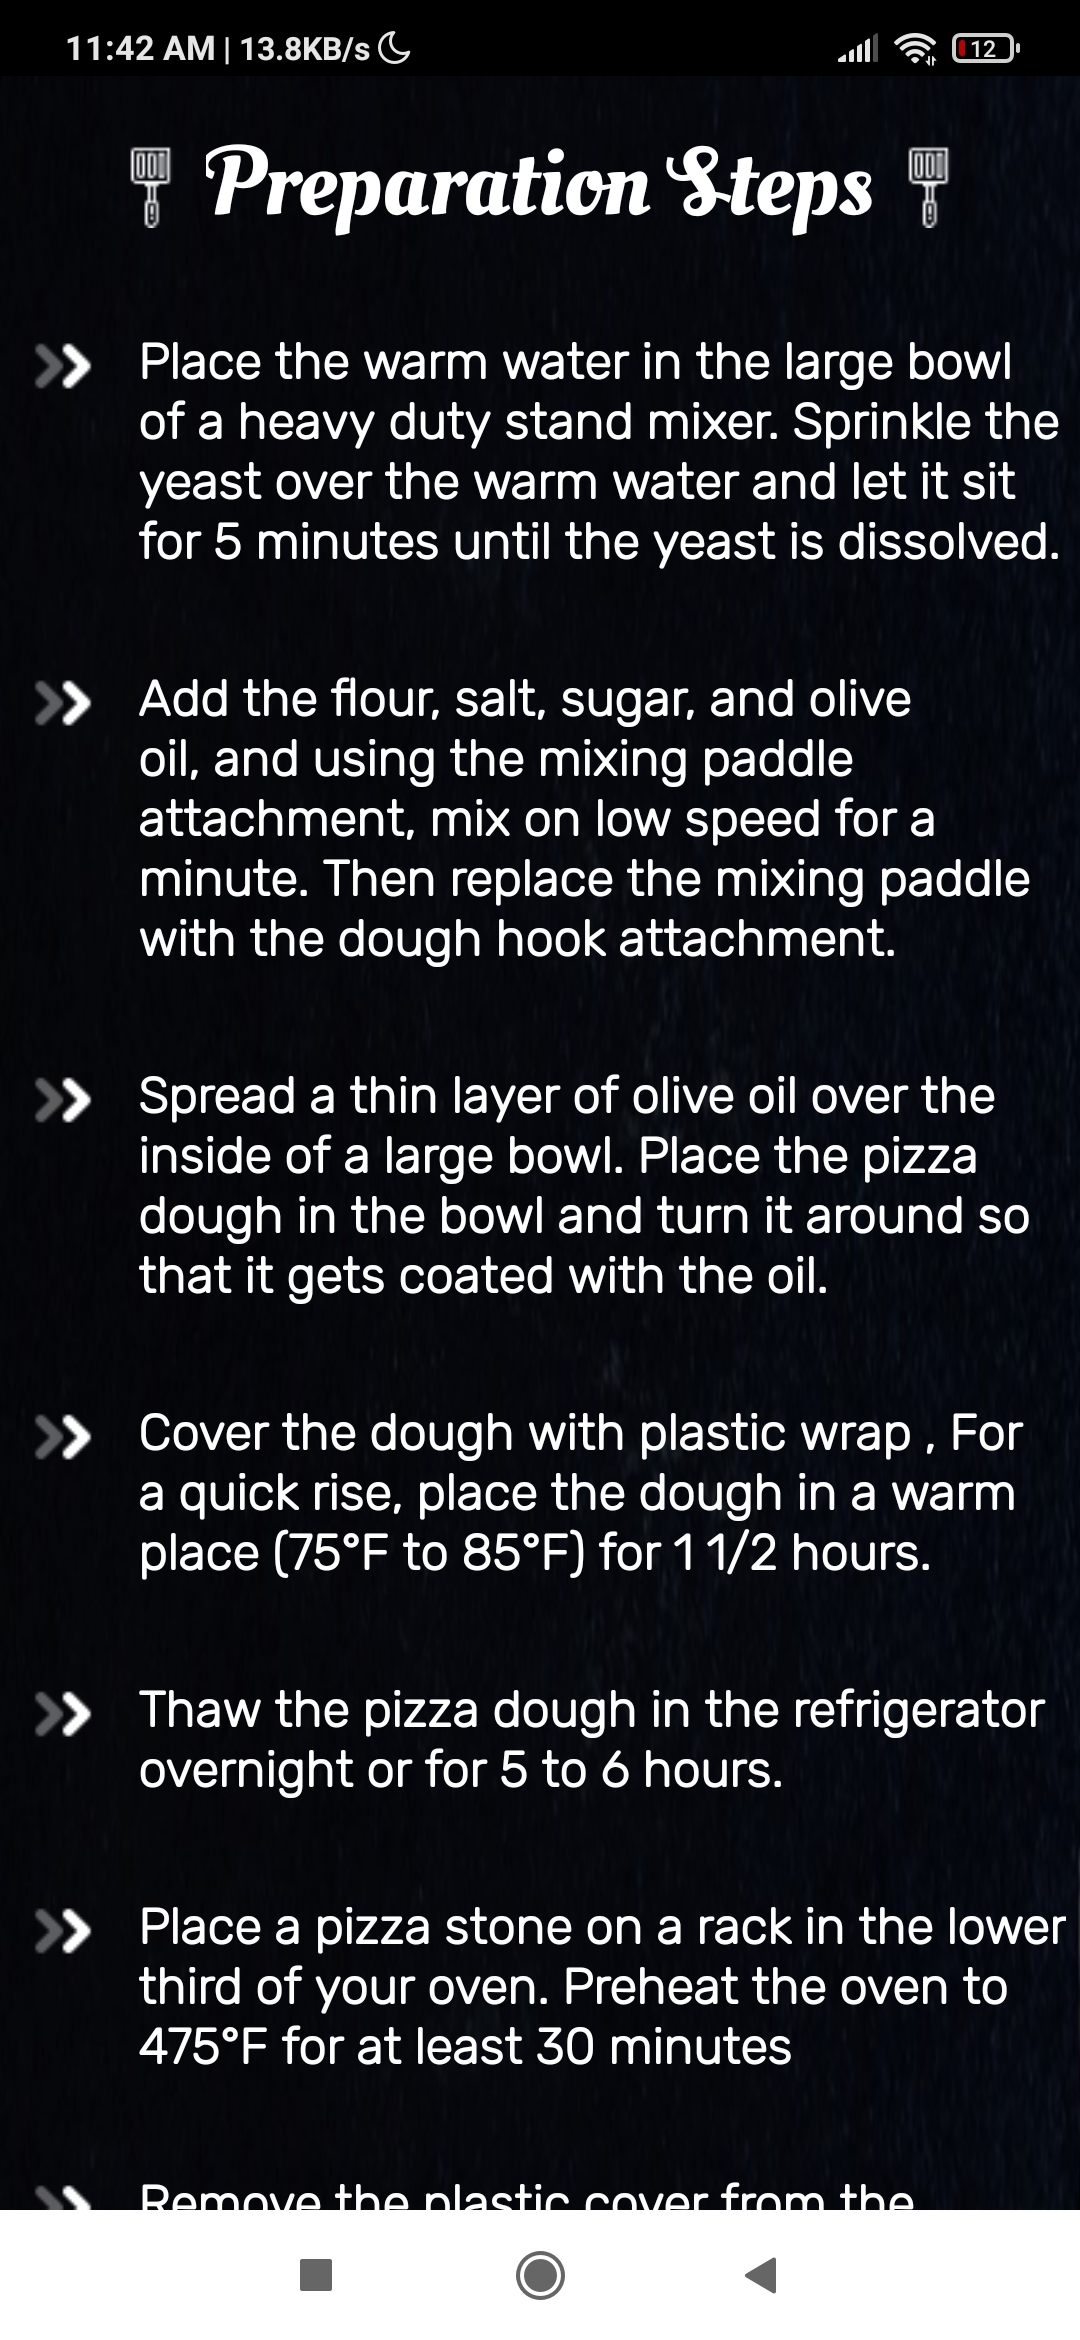 11:42 AM | 13.8KB/s
12
Preparation Steps
Place the warm water in the large bowl
of a heavy duty stand mixer. Sprinkle the
yeast over the warm water and let it sit
for 5 minutes until the yeast is dissolved.
Add the flour, salt, sugar, and olive
oil, and using the mixing paddle
attachment, mix on low speed for a
minute. Then replace the mixing paddle
with the dough hook attachment.
Spread a thin layer of olive oil over the
inside of a large bowl. Place the pizza
dough in the bowl and turn it around so
that it gets coated with the oil.
Cover the dough with plastic wrap , For
a quick rise, place the dough in a warm
place (75°F to 85°F) for 1 1/2 hours.
Thaw the pizza dough in the refrigerator
overnight or for 5 to 6 hours.
Place a pizza stone on a rack in the lower
third of your oven. Preheat the oven to
475°F for at least 30 minutes
Remove the plastic cover from the